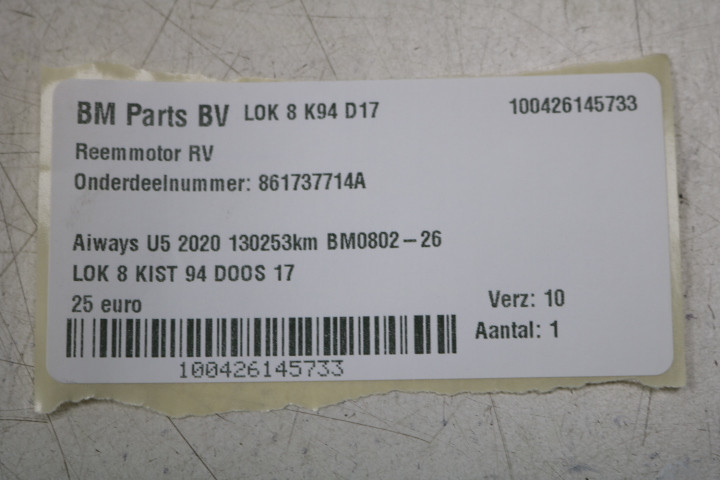 BM Parts BV LOK 8 K94 D17 100426145733
Reemmotor RV
Onderdeelnummer: 861737714A
Aiways U5 2020 130253km BM0802-26
LOK 8 KIST 94 DOOS 17
25 euro Verz: 10
Aantal: 1
100426145733